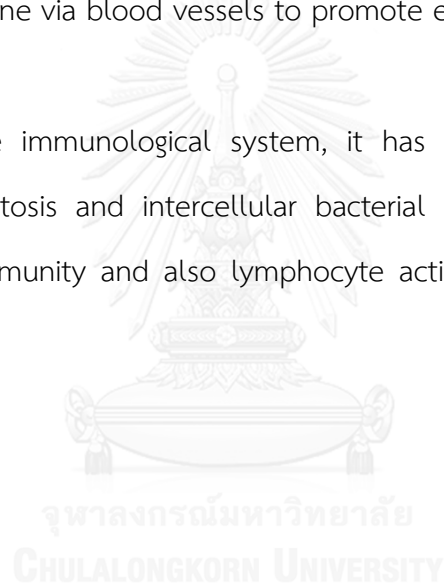 ne via blood vessels to promote e
immunological system, it has
tosis and intercellular bacterial
munity and also lymphocyte acti
จุฬาลงกรณ์มหาวิทยาลัย
CHULALONGKORN UNIVERSITY